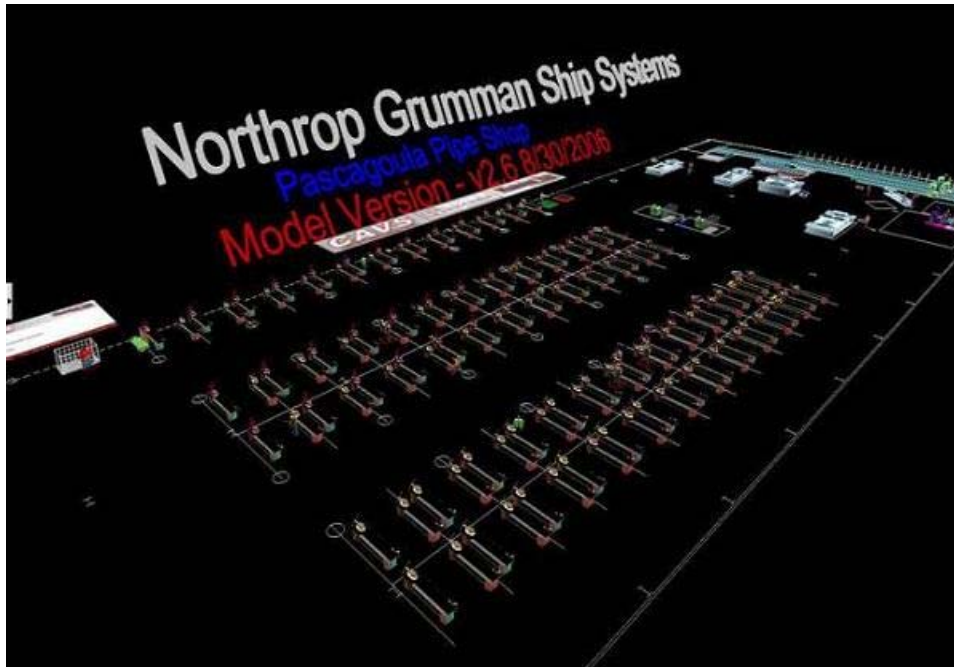 Northrop Grumman Ship Systems
Pascagoula Pipe Shop
Model Version - v2.6 8/30/2006
CAVS